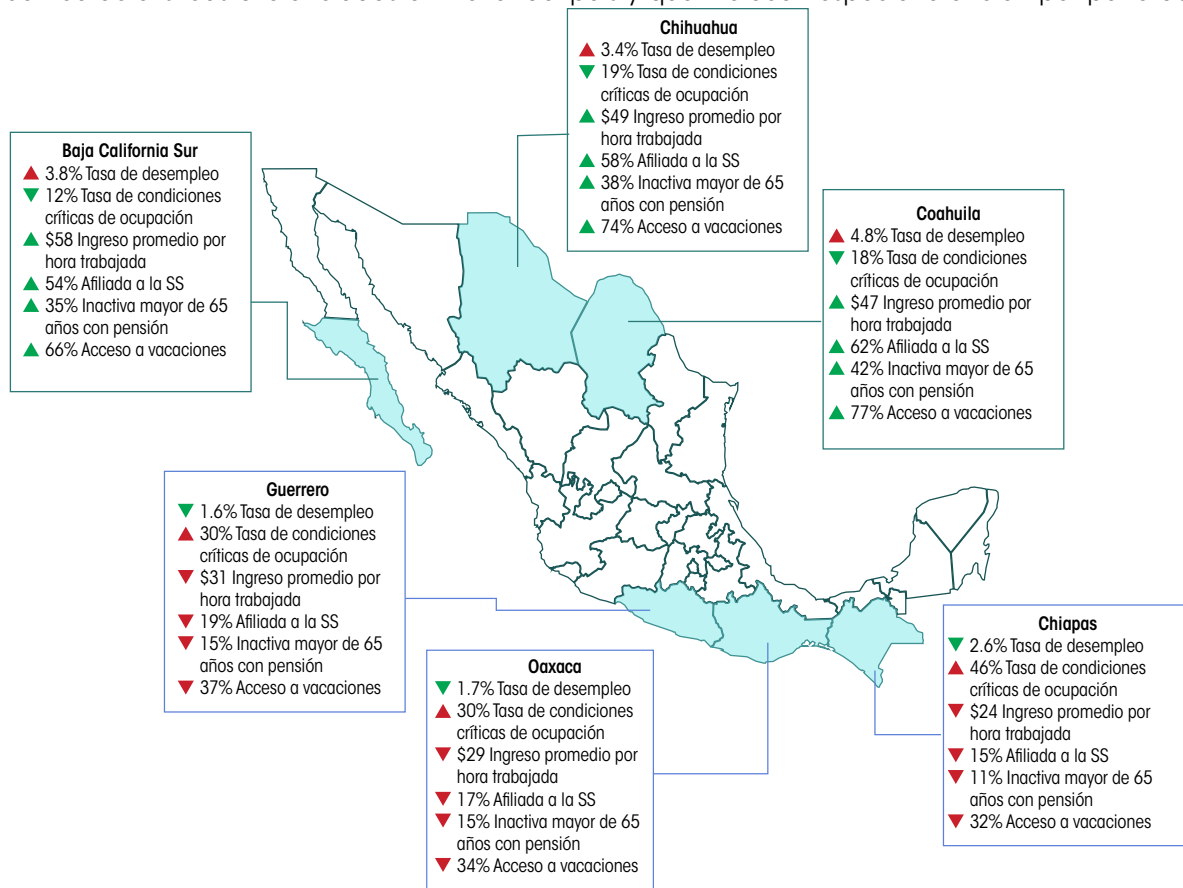 Chihuahua
3.4% Tasa de desempleo
19% Tasa de condiciones
críticas de ocupación
$49 Ingreso promedio por
hora trabajada
58% Afiliada a la SS
38% Inactiva mayor de 65
años con pensión
74% Acceso a vacaciones
Baja California Sur
3.8% Tasa de desempleo
12% Tasa de condiciones
críticas de ocupación
$58 Ingreso promedio por
hora trabajada
54% Afiliada a la SS
35% Inactiva mayor de 65
años con pensión
66% Acceso a vacaciones
Coahuila
4.8% Tasa de desempleo
18% Tasa de condiciones
críticas de ocupación
$47 Ingreso promedio por
hora trabajada
62% Afiliada a la SS
42% Inactiva mayor de 65
años con pensión
77% Acceso a vacaciones
Guerrero
1.6% Tasa de desempleo
30% Tasa de condiciones
críticas de ocupación
$31 Ingreso promedio por
hora trabajada
19% Afiliada a la SS
15% Inactiva mayor de 65
años con pensión
37% Acceso a vacaciones
Oaxaca
1.7% Tasa de desempleo
30% Tasa de condiciones
críticas de ocupación
$29 Ingreso promedio por
hora trabajada
17% Afiliada a la SS
15% Inactiva mayor de 65
años con pensión
34% Acceso a vacaciones
Chiapas
2.6% Tasa de desempleo
46% Tasa de condiciones
críticas de ocupación
$24 Ingreso promedio por
hora trabajada
15% Afiliada a la SS
11% Inactiva mayor de 65
años con pensión
32% Acceso a vacaciones